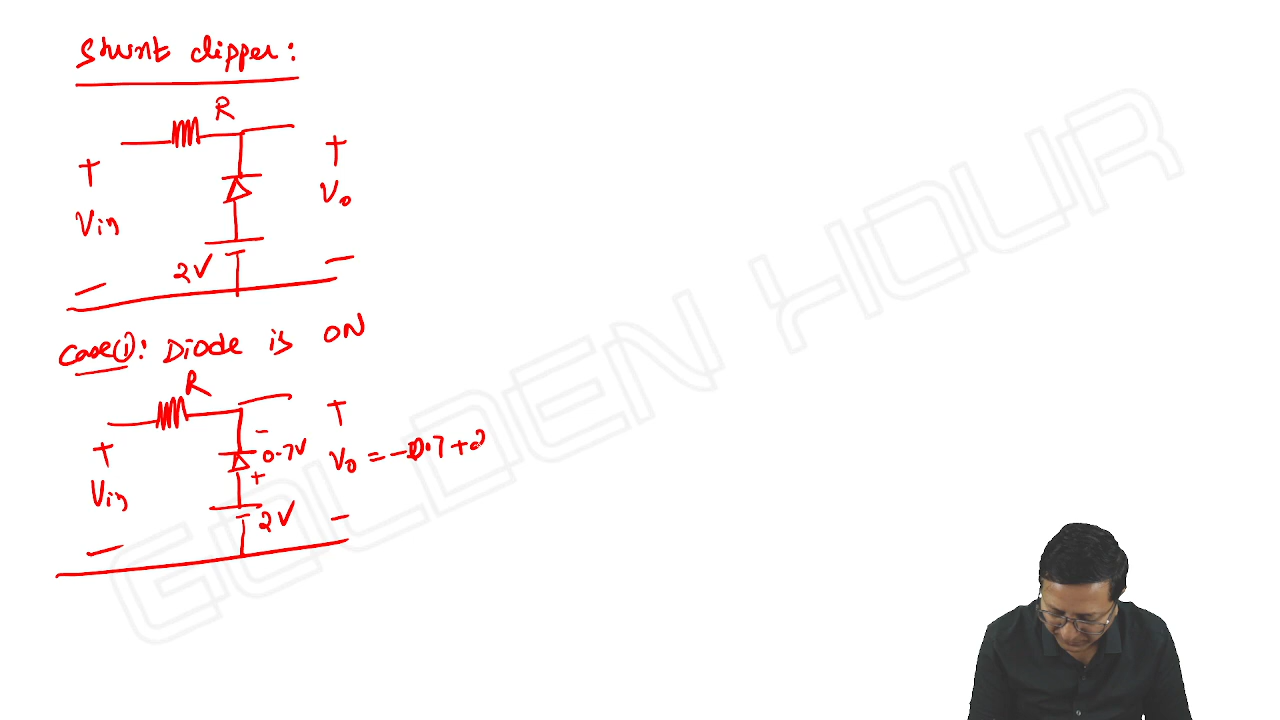 Shunt clipper:
R
+ +
Vin Vo
2V
- -
Case(1): Diode is ON
R
+ - +
0.7V
Vin + Vo = -0.7+2
2V
- -
GOLDEN HOUR